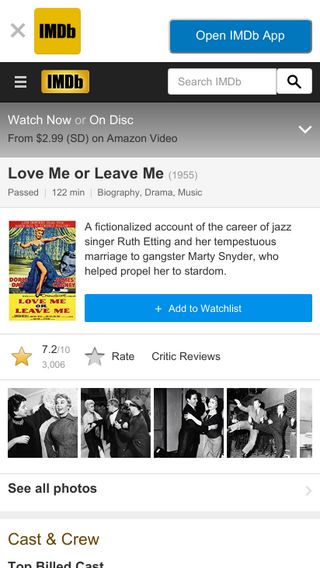 IMDb
Open IMDb App
IMDb
Search IMDb
Watch Now or On Disc
From $2.99 (SD) on Amazon Video
Love Me or Leave Me (1955)
Passed | 122 min | Biography, Drama, Music
A fictionalized account of the career of jazz
singer Ruth Etting and her tempestuous
marriage to gangster Marty Snyder, who
helped propel her to stardom.
LOVE ME
OR
LEAVE ME
+ Add to Watchlist
7.2/10
3,006
Rate
Critic Reviews
See all photos
Cast & Crew
Top Billed Cast